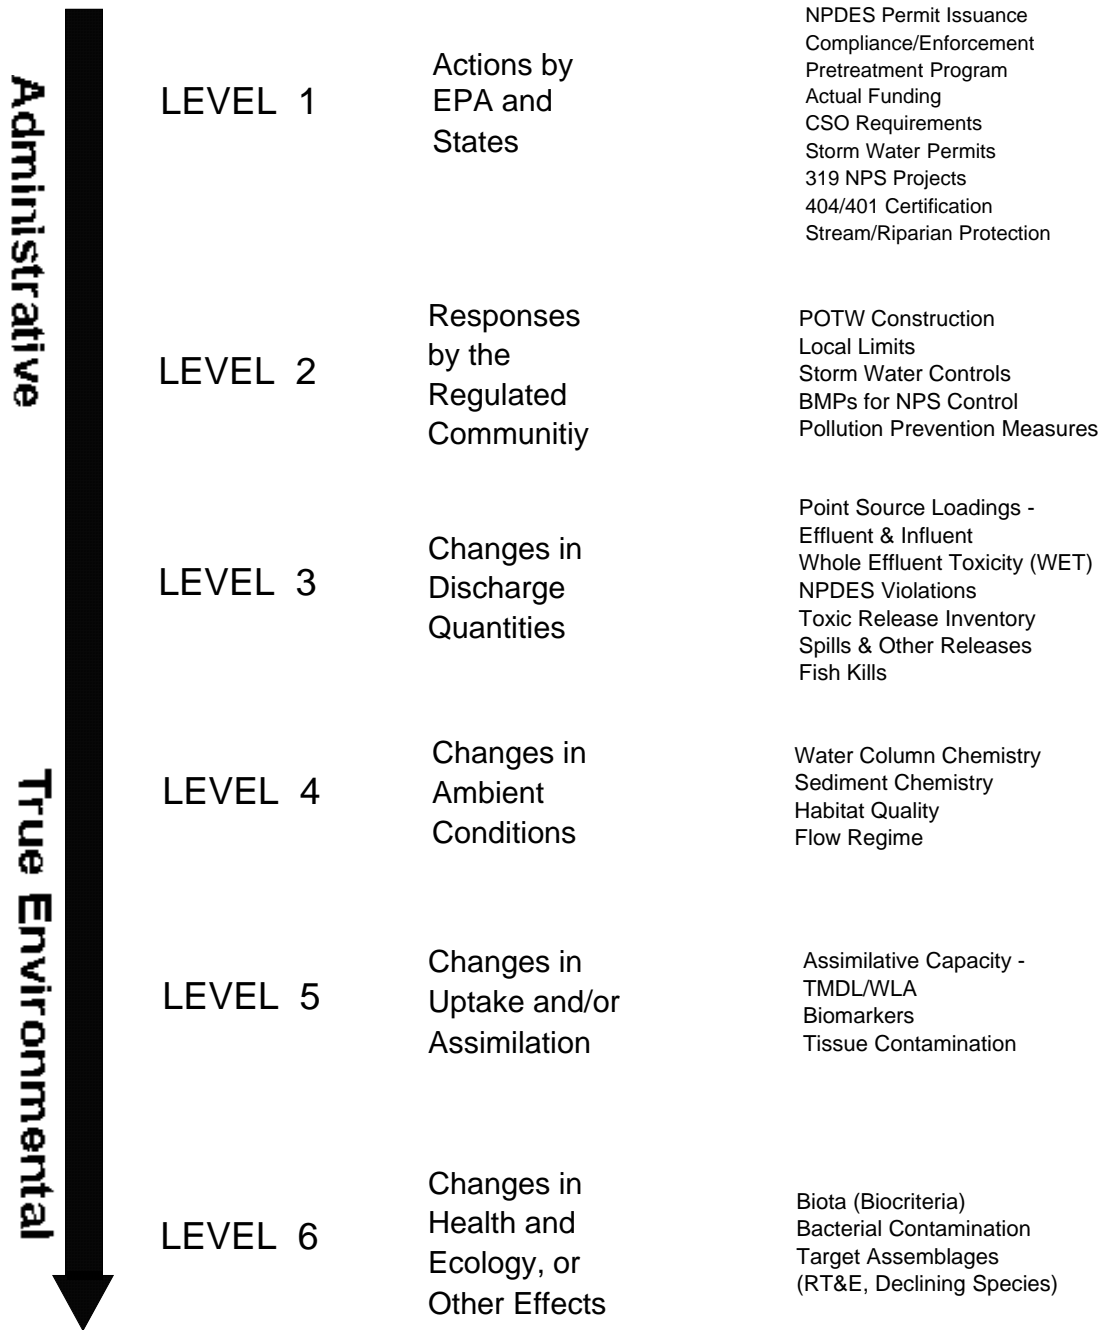 Administrative
True Environmental
LEVEL 1
Actions by
EPA and
States
NPDES Permit Issuance
Compliance/Enforcement
Pretreatment Program
Actual Funding
CSO Requirements
Storm Water Permits
319 NPS Projects
404/401 Certification
Stream/Riparian Protection
LEVEL 2
Responses
by the
Regulated
Communitiy
POTW Construction
Local Limits
Storm Water Controls
BMPs for NPS Control
Pollution Prevention Measures
LEVEL 3
Changes in
Discharge
Quantities
Point Source Loadings -
Effluent & Influent
Whole Effluent Toxicity (WET)
NPDES Violations
Toxic Release Inventory
Spills & Other Releases
Fish Kills
LEVEL 4
Changes in
Ambient
Conditions
Water Column Chemistry
Sediment Chemistry
Habitat Quality
Flow Regime
LEVEL 5
Changes in
Uptake and/or
Assimilation
Assimilative Capacity -
TMDL/WLA
Biomarkers
Tissue Contamination
LEVEL 6
Changes in
Health and
Ecology, or
Other Effects
Biota (Biocriteria)
Bacterial Contamination
Target Assemblages
(RT&E, Declining Species)